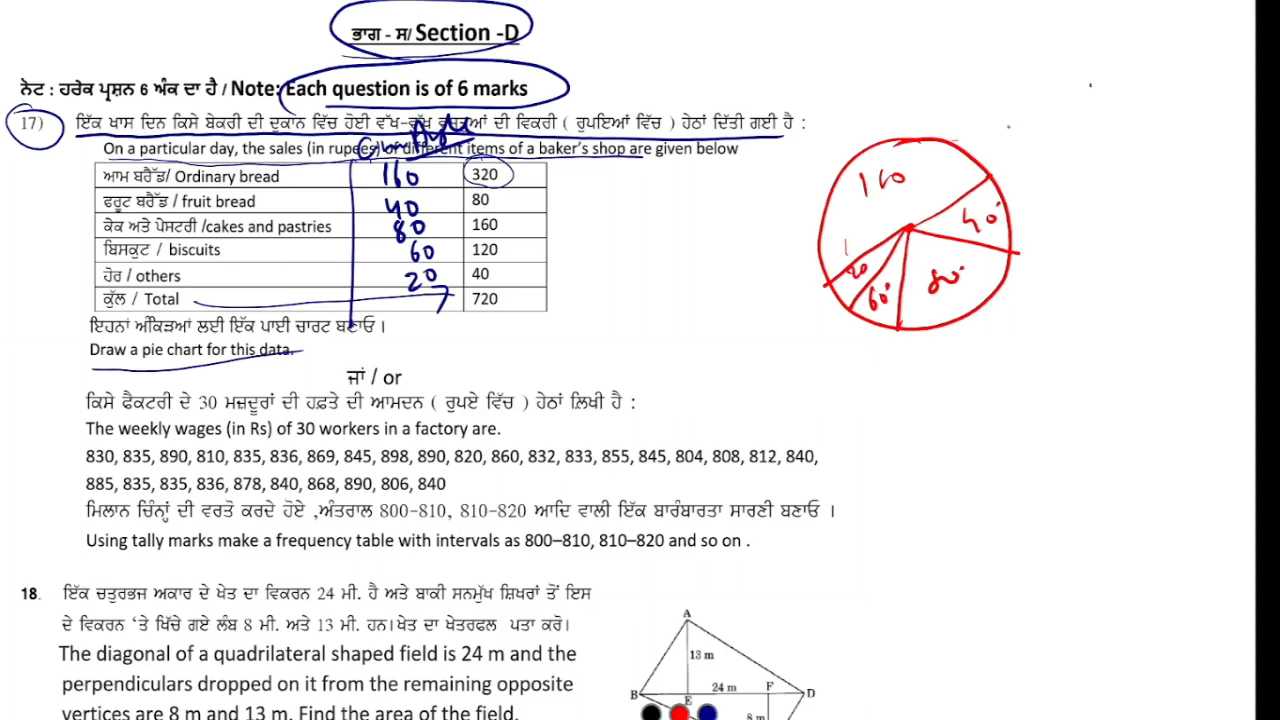 ਭਾਗ - ਸ/ Section -D
ਨੋਟ : ਹਰੇਕ ਪ੍ਰਸ਼ਨ 6 ਅੰਕ ਦਾ ਹੈ / Note: Each question is of 6 marks
17) ਇੱਕ ਖਾਸ ਦਿਨ ਕਿਸੇ ਬੇਕਰੀ ਦੀ ਦੁਕਾਨ ਵਿੱਚ ਹੋਈ ਵੱਖ-ਵੱਖ ਵਸਤੂਆਂ ਦੀ ਵਿਕਰੀ ( ਰੁਪਇਆਂ ਵਿੱਚ ) ਹੇਠਾਂ ਦਿੱਤੀ ਗਈ ਹੈ :
On a particular day, the sales (in rupees) of different items of a baker's shop are given below
ਆਮ ਬਰੈੱਡ/ Ordinary bread 160 320
ਫਰੂਟ ਬਰੈੱਡ / fruit bread 40 80
ਕੇਕ ਅਤੇ ਪੇਸਟਰੀ /cakes and pastries 80 160
ਬਿਸਕੁਟ / biscuits 60 120
ਹੋਰ / others 20 40
ਕੁੱਲ / Total 720
160
40°
80°
60°
20
ਇਹਨਾਂ ਅੰਕੜਿਆਂ ਲਈ ਇੱਕ ਪਾਈ ਚਾਰਟ ਬਣਾਓ ।
Draw a pie chart for this data.
ਜਾਂ / or
ਕਿਸੇ ਫੈਕਟਰੀ ਦੇ 30 ਮਜ਼ਦੂਰਾਂ ਦੀ ਹਫ਼ਤੇ ਦੀ ਆਮਦਨ ( ਰੁਪਏ ਵਿੱਚ ) ਹੇਠਾਂ ਲਿਖੀ ਹੈ :
The weekly wages (in Rs) of 30 workers in a factory are.
830, 835, 890, 810, 835, 836, 869, 845, 898, 890, 820, 860, 832, 833, 855, 845, 804, 808, 812, 840,
885, 835, 835, 836, 878, 840, 868, 890, 806, 840
ਮਿਲਾਨ ਚਿੰਨ੍ਹਾਂ ਦੀ ਵਰਤੋ ਕਰਦੇ ਹੋਏ ,ਅੰਤਰਾਲ 800-810, 810-820 ਆਦਿ ਵਾਲੀ ਇੱਕ ਬਾਰੰਬਾਰਤਾ ਸਾਰਣੀ ਬਣਾਓ ।
Using tally marks make a frequency table with intervals as 800–810, 810–820 and so on .
18. ਇੱਕ ਚਤੁਰਭਜ ਅਕਾਰ ਦੇ ਖੇਤ ਦਾ ਵਿਕਰਨ 24 ਮੀ. ਹੈ ਅਤੇ ਬਾਕੀ ਸਨਮੁੱਖ ਸ਼ਿਖਰਾਂ ਤੋਂ ਇਸ
ਦੇ ਵਿਕਰਨ 'ਤੇ ਖਿੱਚੇ ਗਏ ਲੰਬ 8 ਮੀ. ਅਤੇ 13 ਮੀ. ਹਨ।ਖੇਤ ਦਾ ਖੇਤਰਫਲ ਪਤਾ ਕਰੋ।
The diagonal of a quadrilateral shaped field is 24 m and the
perpendiculars dropped on it from the remaining opposite
vertices are 8 m and 13 m. Find the area of the field.
A
13 m
24 m F
B E D
8 m